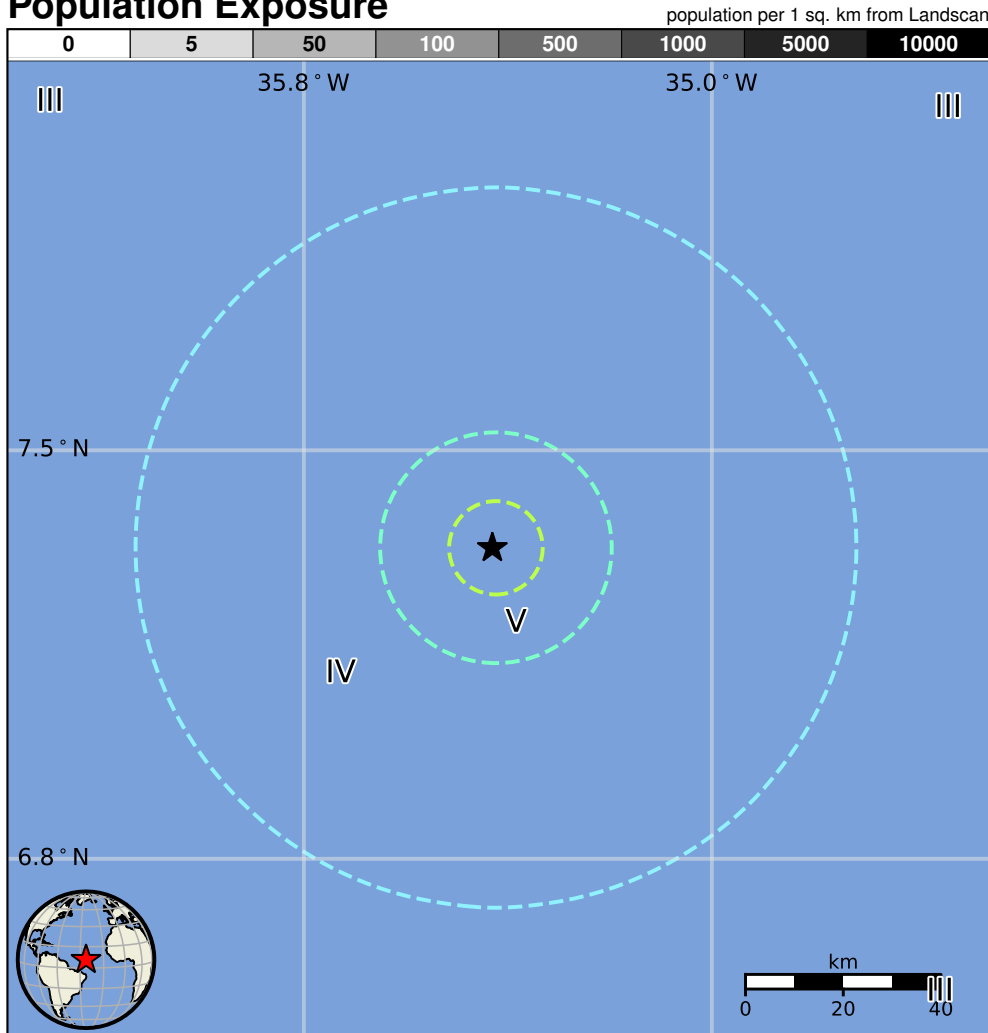 Population Exposure
population per 1 sq. km from Landscan
0 5 50 100 500 1000 5000 10000
35.8°W 35.0°W
III III
7.5°N
V
IV
6.8°N
km
III
0 20 40